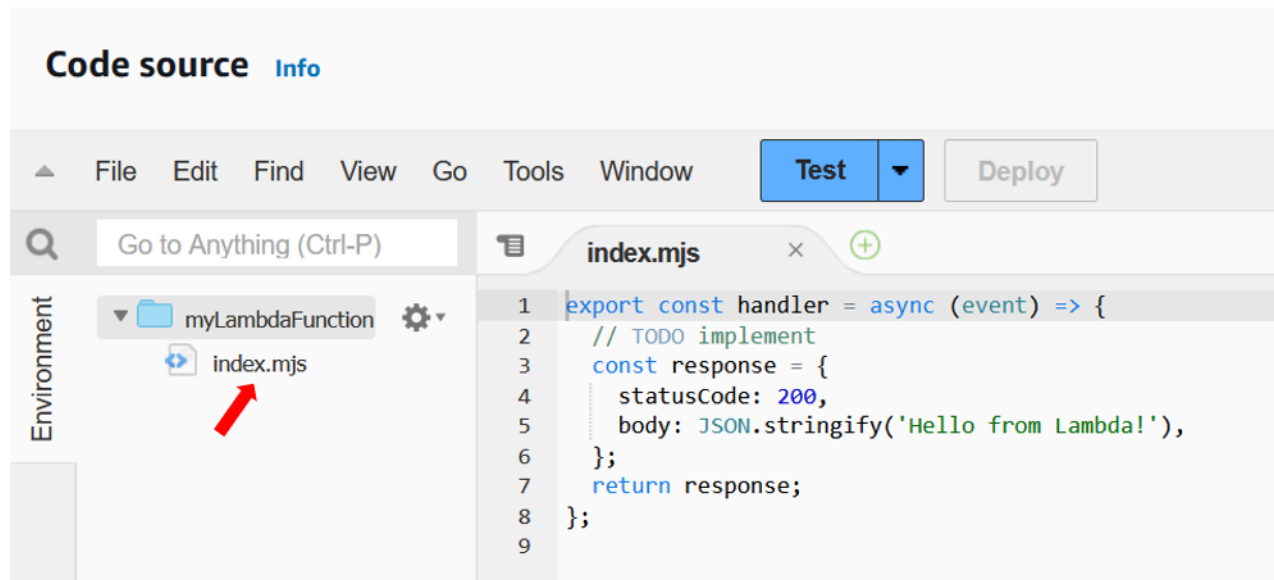 Code source Info
File Edit Find View Go Tools Window Test Deploy
Go to Anything (Ctrl-P)
index.mjs
Environment
myLambdaFunction
index.mjs
1 export const handler = async (event) => {
2 // TODO implement
3 const response = {
4 statusCode: 200,
5 body: JSON.stringify('Hello from Lambda!'),
6 };
7 return response;
8 };
9